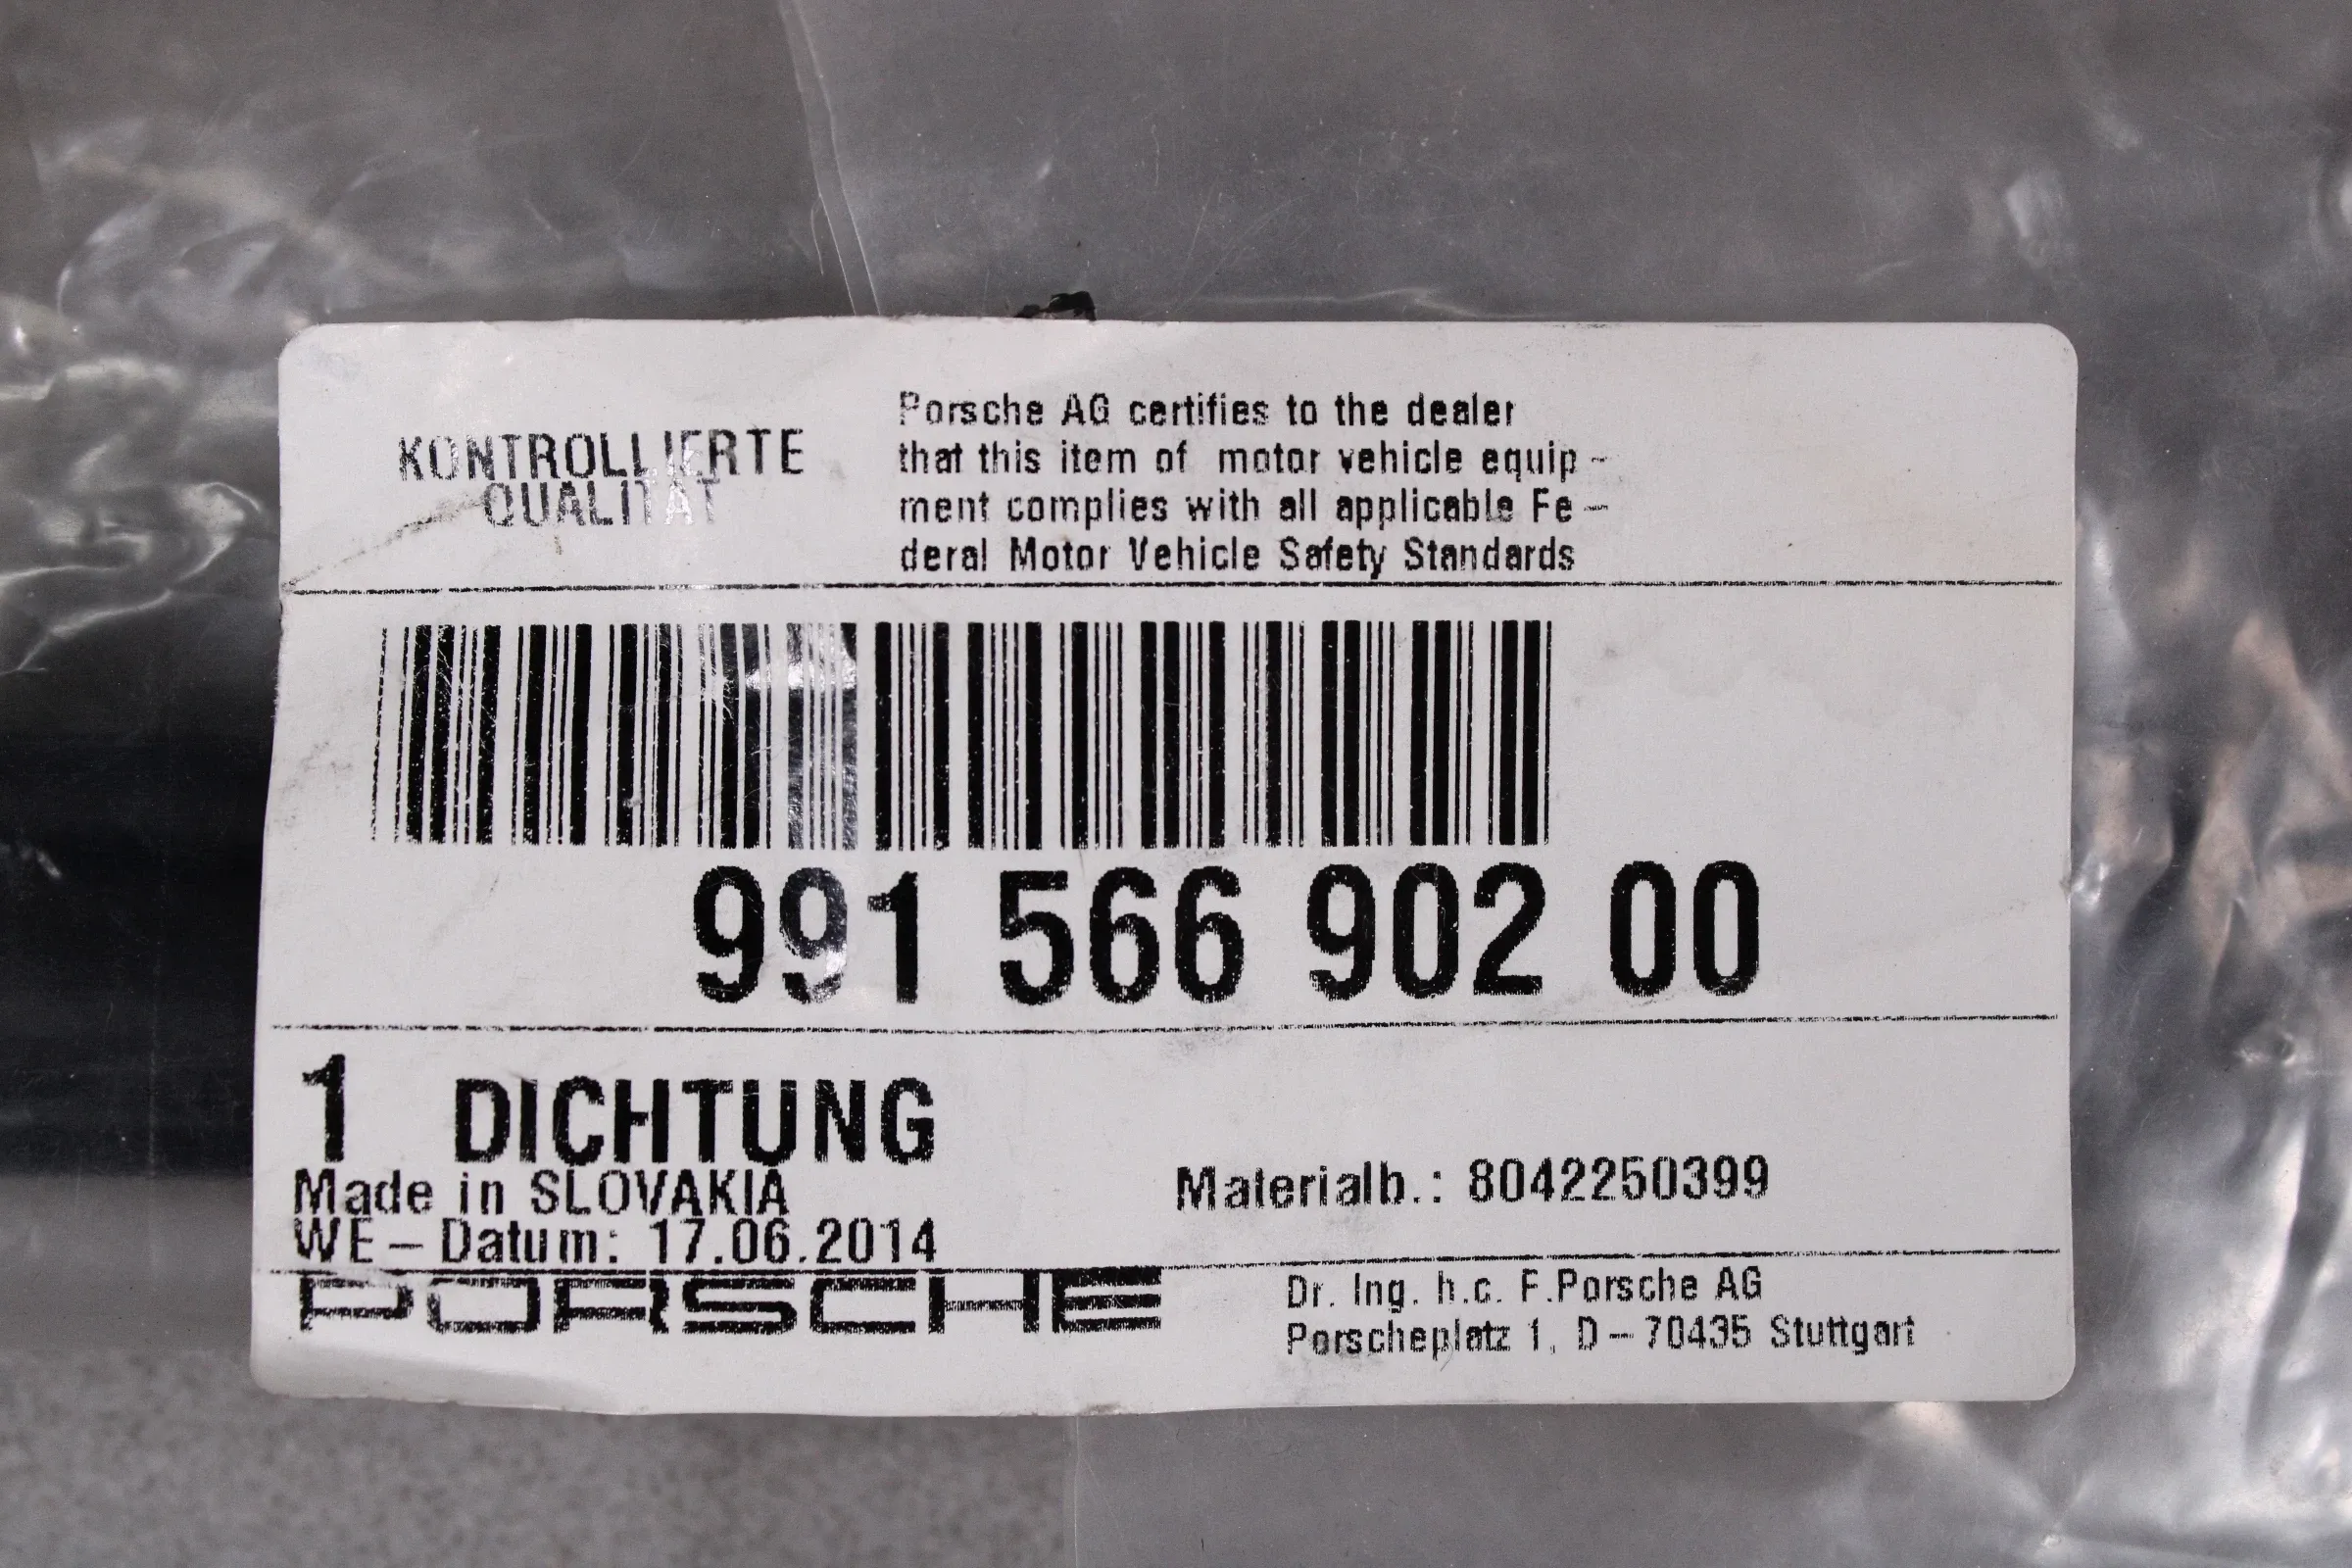 KONTROLLIERTE
QUALITÄT
Porsche AG certifies to the dealer
that this item of motor vehicle equip-
ment complies with all applicable Fe-
deral Motor Vehicle Safety Standards
991 566 902 00
1 DICHTUNG
Made in SLOVAKIA
WE-Datum: 17.06.2014
Materialb.: 8042250399
PORSCHE
Dr. Ing. h.c. F.Porsche AG
Porscheplatz 1, D-70435 Stuttgart